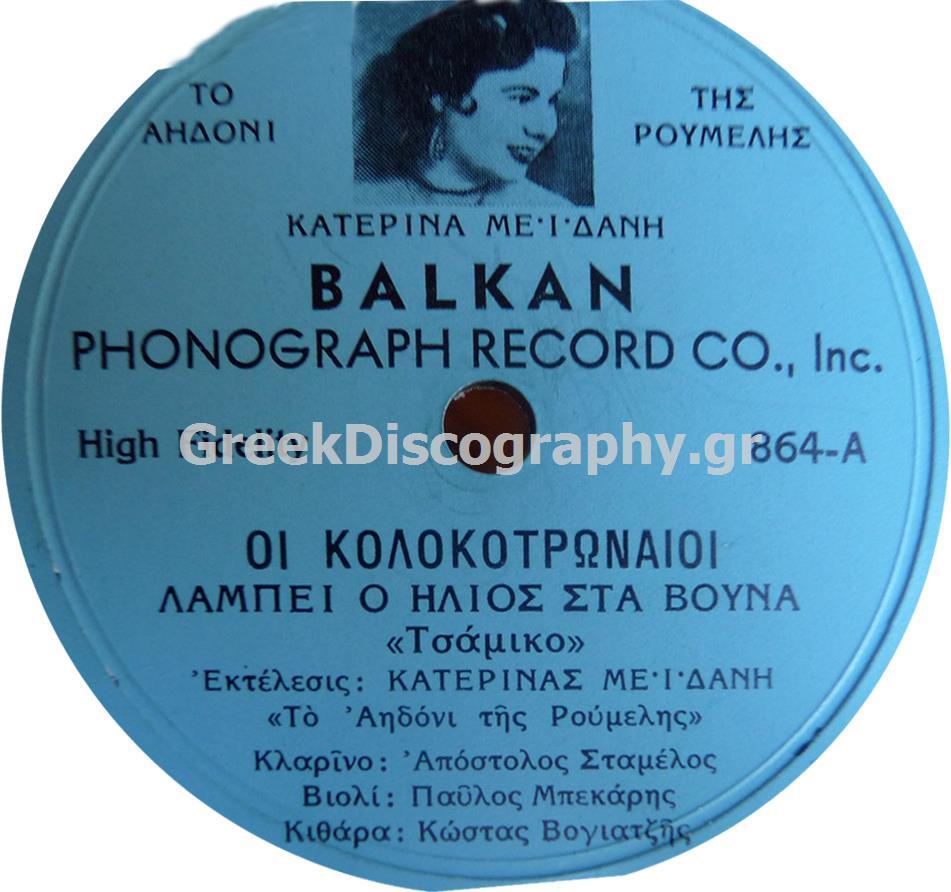 ΤΟ ΑΗΔΟΝΙ
ΤΗΣ ΡΟΥΜΕΛΗΣ
ΚΑΤΕΡΙΝΑ ΜΕ·Ι·ΔΑΝΗ
BALKAN
PHONOGRAPH RECORD CO., Inc.
High Fidelity
GreekDiscography.gr
864-A
ΟΙ ΚΟΛΟΚΟΤΡΩΝΑΙΟΙ
ΛΑΜΠΕΙ Ο ΗΛΙΟΣ ΣΤΑ ΒΟΥΝΑ
«Τσάμικο»
Ἐκτέλεσις: ΚΑΤΕΡΙΝΑΣ ΜΕ·Ι·ΔΑΝΗ
«Τὸ Ἀηδόνι τῆς Ρούμελης»
Κλαρῖνο: Ἀπόστολος Σταμέλος
Βιολί: Παῦλος Μπεκάρης
Κιθάρα: Κώστας Βογιατζῆς